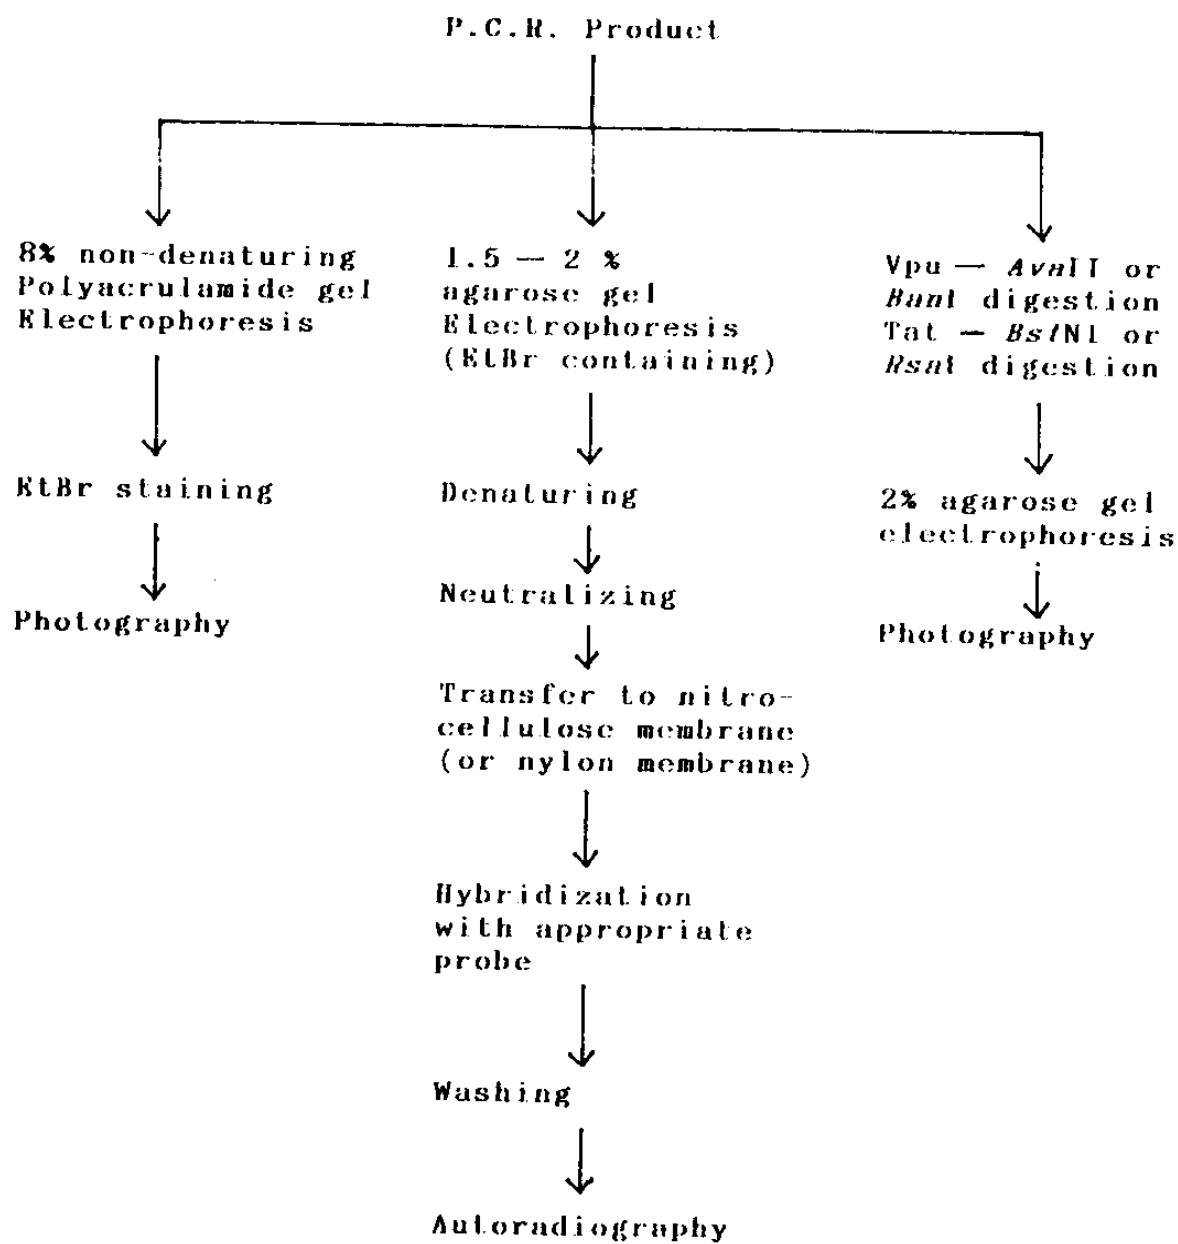 P.C.R. Product
8% non-denaturing
Polyacrulamide gel
Electrophoresis
EtBr staining
Photography
1.5 — 2 %
agarose gel
Electrophoresis
(EtBr containing)
Denaturing
Neutralizing
Transfer to nitro-
cellulose membrane
(or nylon membrane)
Hybridization
with appropriate
probe
Washing
Autoradiography
Vpu — AvaII or
BanI digestion
Tat — BstNI or
RsaI digestion
2% agarose gel
electrophoresis
Photography